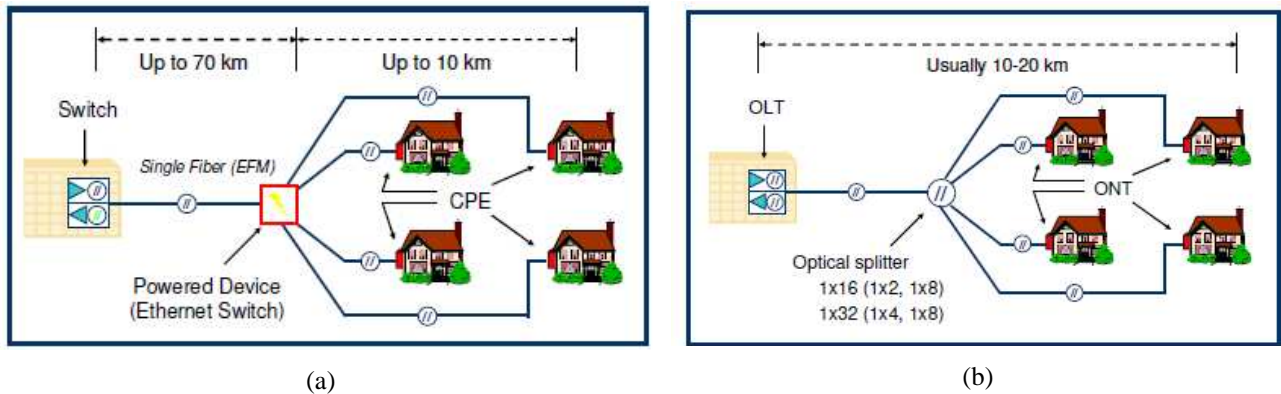 Up to 70 km
Up to 10 km
Switch
Single Fiber (EFM)
CPE
Powered Device
(Ethernet Switch)
(a)
Usually 10-20 km
OLT
ONT
Optical splitter
1x16 (1x2, 1x8)
1x32 (1x4, 1x8)
(b)